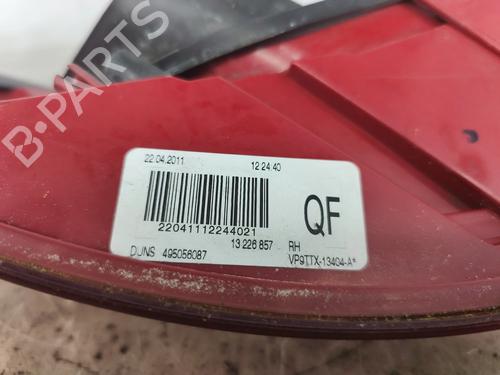 B-PARTS
22.04.2011 12:24:40
QF
22041112244021
13 226 857 RH
DUNS 495056087 VP9TTX-13404-A*